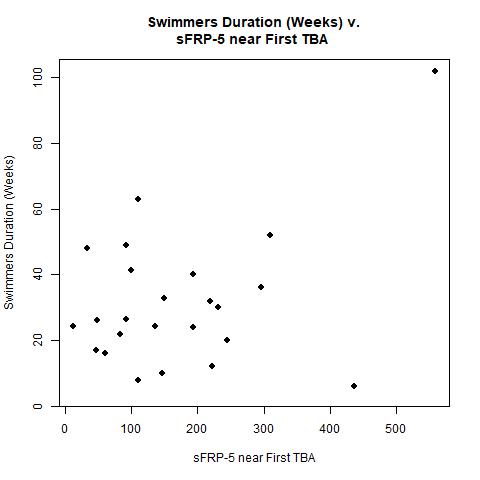 Swimmers Duration (Weeks) v.
sFRP-5 near First TBA
Swimmers Duration (Weeks)
100
80
60
40
20
0
0 100 200 300 400 500
sFRP-5 near First TBA